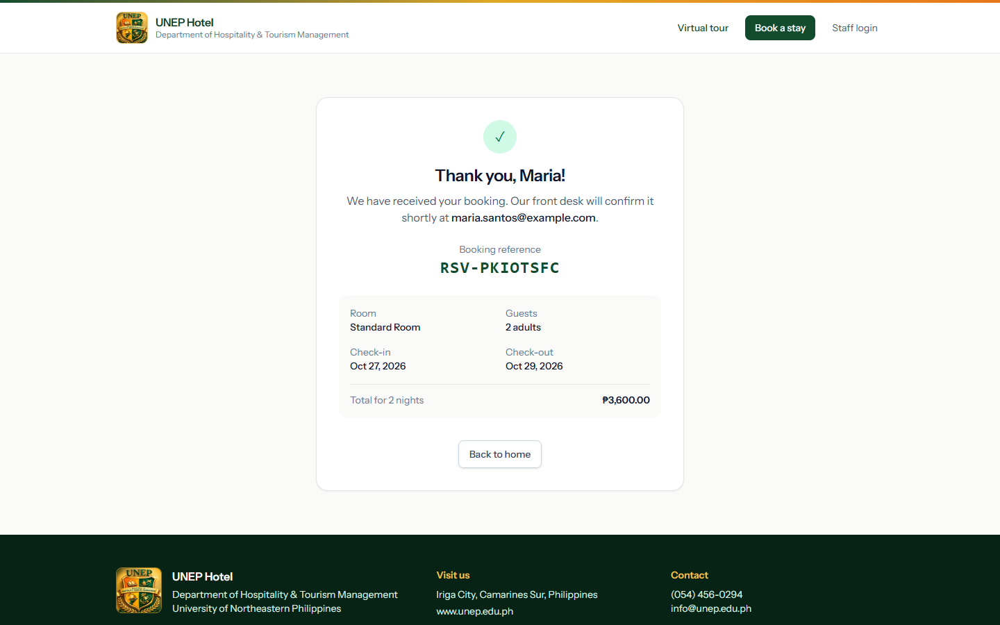 UNEP
UNEP Hotel
Department of Hospitality & Tourism Management
Virtual tour
Book a stay
Staff login
✓
Thank you, Maria!
We have received your booking. Our front desk will confirm it
shortly at maria.santos@example.com.
Booking reference
RSV-PKIOTSFC
Room
Guests
Standard Room
2 adults
Check-in
Check-out
Oct 27, 2026
Oct 29, 2026
Total for 2 nights
₱3,600.00
Back to home
UNEP
UNEP Hotel
Department of Hospitality & Tourism Management
University of Northeastern Philippines
Visit us
Iriga City, Camarines Sur, Philippines
www.unep.edu.ph
Contact
(054) 456-0294
info@unep.edu.ph